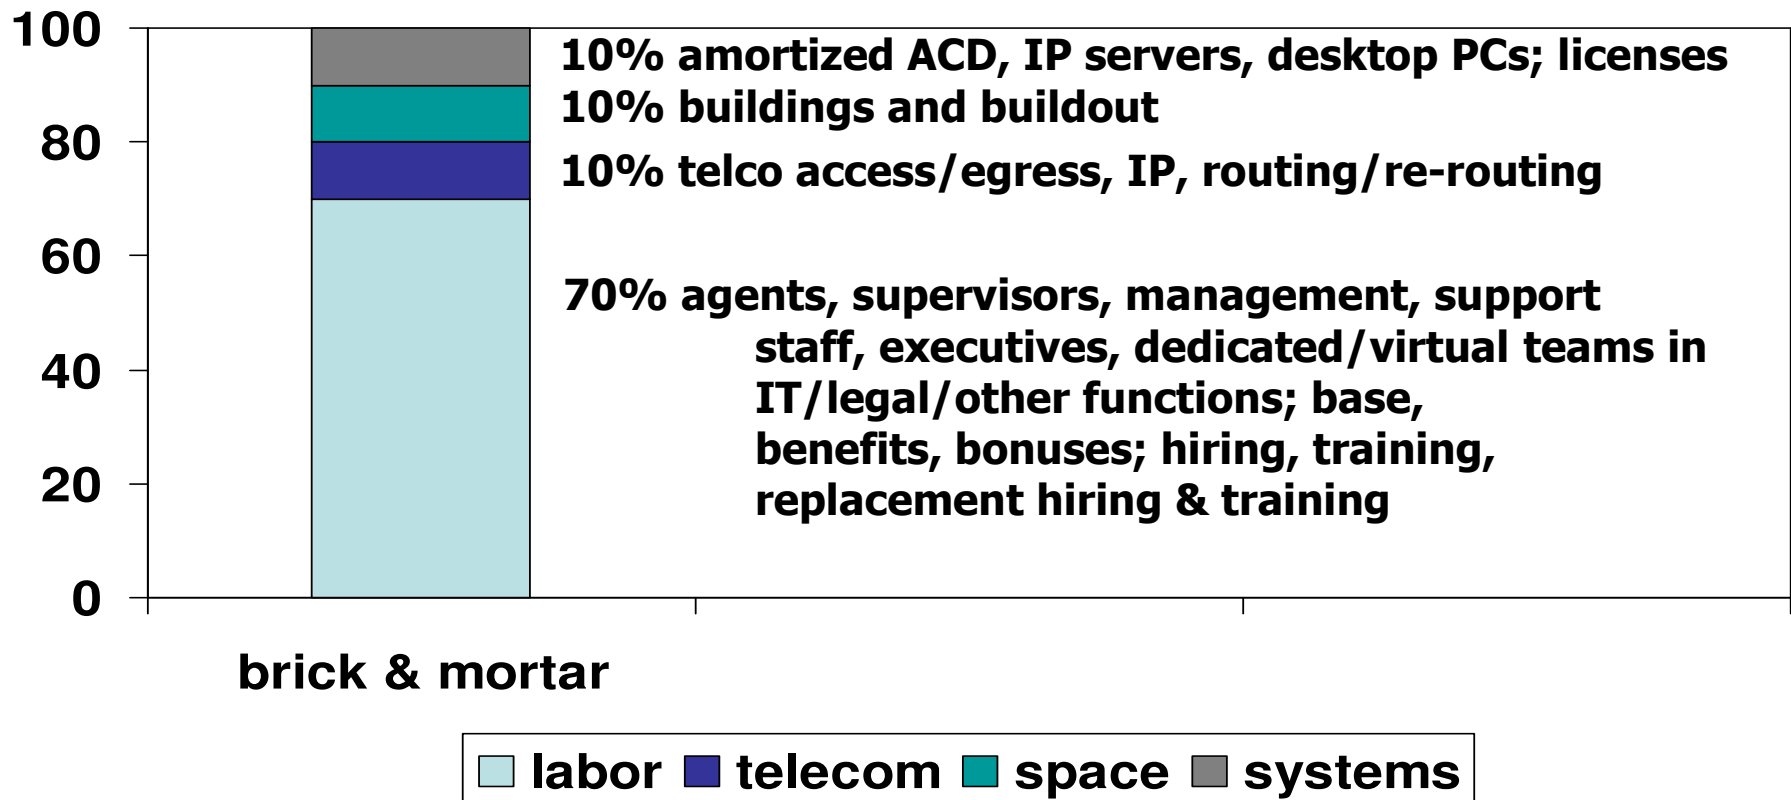 100
10% amortized ACD, IP servers, desktop PCs; licenses
10% buildings and buildout
80
10% telco access/egress, IP, routing/re-routing
60
70% agents, supervisors, management, support
staff, executives, dedicated/virtual teams in
40
IT/legal/other functions; base,
benefits, bonuses; hiring, training,
20
replacement hiring & training
0
brick & mortar
labor telecom space systems